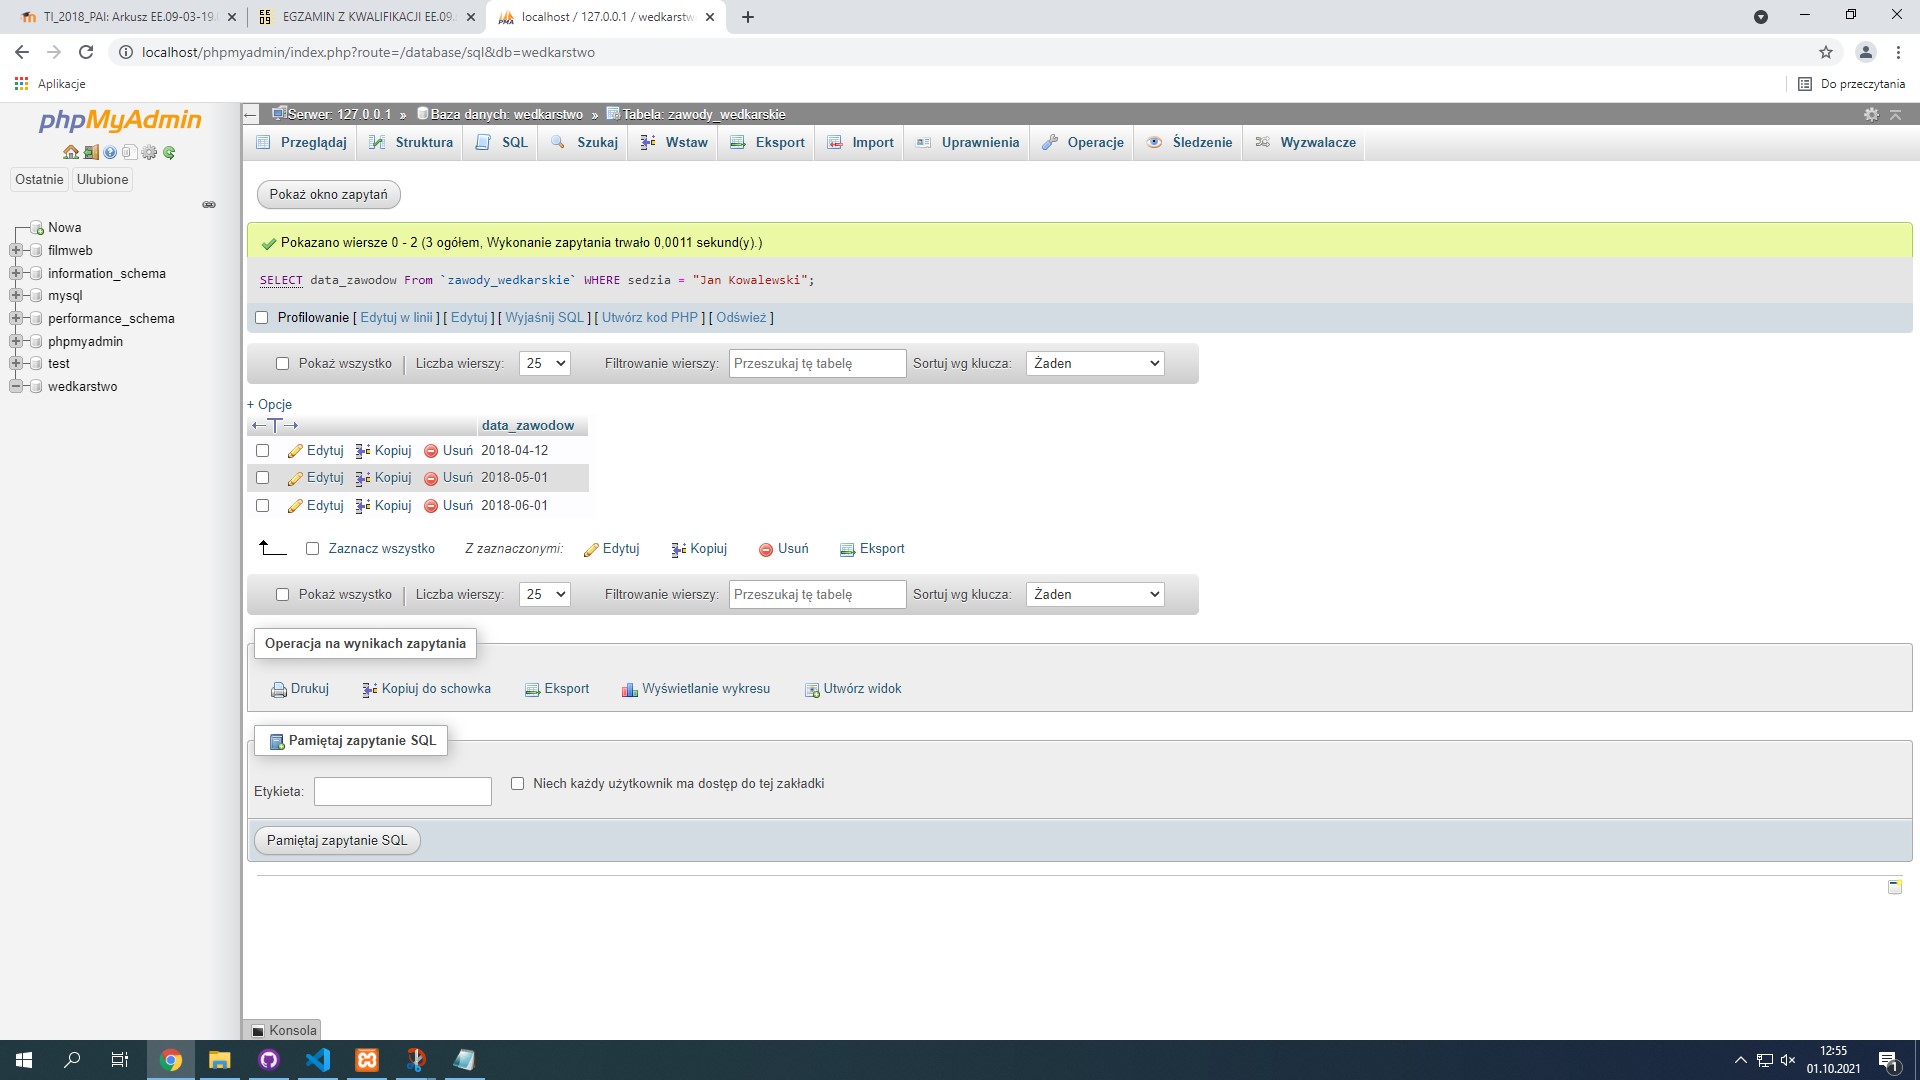 TI_2018_PAI: Arkusz EE.09-03-19.
EGZAMIN Z KWALIFIKACJI EE.09.
localhost / 127.0.0.1 / wedkarstw
localhost/phpmyadmin/index.php?route=/database/sql&db=wedkarstwo
Aplikacje
Do przeczytania
phpMyAdmin
Ostatnie
Ulubione
Nowa
filmweb
information_schema
mysql
performance_schema
phpmyadmin
test
wedkarstwo
Serwer: 127.0.0.1 » Baza danych: wedkarstwo » Tabela: zawody_wedkarskie
Przeglądaj Struktura SQL Szukaj Wstaw Eksport Import Uprawnienia Operacje Śledzenie Wyzwalacze
Pokaż okno zapytań
Pokazano wiersze 0 - 2 (3 ogółem, Wykonanie zapytania trwało 0,0011 sekund(y).)
SELECT data_zawodow From `zawody_wedkarskie` WHERE sedzia = "Jan Kowalewski";
Profilowanie [ Edytuj w linii ] [ Edytuj ] [ Wyjaśnij SQL ] [ Utwórz kod PHP ] [ Odśwież ]
Pokaż wszystko Liczba wierszy: 25 Filtrowanie wierszy: Przeszukaj tę tabelę Sortuj wg klucza: Żaden
+ Opcje
←T→ data_zawodow
Edytuj Kopiuj Usuń 2018-04-12
Edytuj Kopiuj Usuń 2018-05-01
Edytuj Kopiuj Usuń 2018-06-01
Zaznacz wszystko Z zaznaczonymi: Edytuj Kopiuj Usuń Eksport
Pokaż wszystko Liczba wierszy: 25 Filtrowanie wierszy: Przeszukaj tę tabelę Sortuj wg klucza: Żaden
Operacja na wynikach zapytania
Drukuj Kopiuj do schowka Eksport Wyświetlanie wykresu Utwórz widok
Pamiętaj zapytanie SQL
Etykieta: Niech każdy użytkownik ma dostęp do tej zakładki
Pamiętaj zapytanie SQL
Konsola
12:55
01.10.2021
1